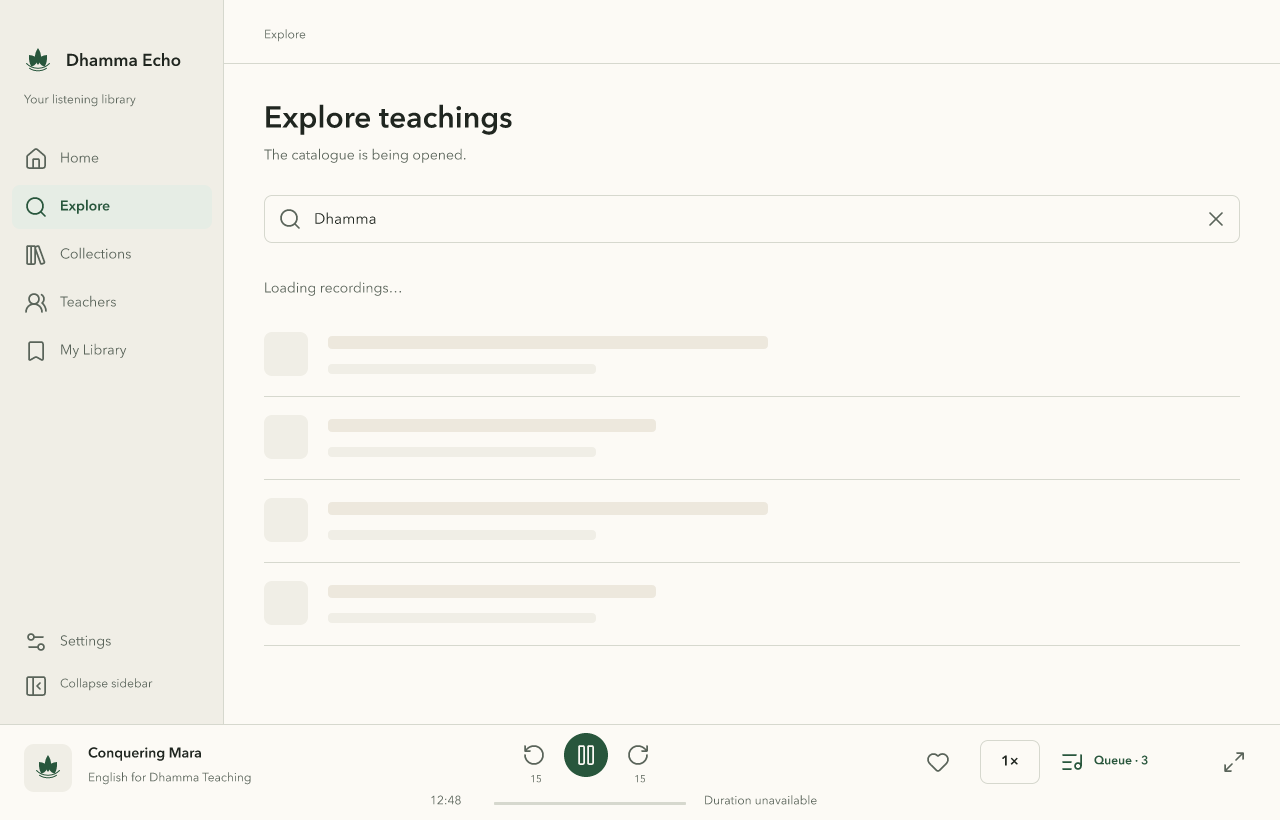 Dhamma Echo
Your listening library
Home
Explore
Collections
Teachers
My Library
Settings
Collapse sidebar
Explore
Explore teachings
The catalogue is being opened.
Dhamma
Loading recordings…
Conquering Mara
English for Dhamma Teaching
15
15
12:48
Duration unavailable
1×
Queue · 3